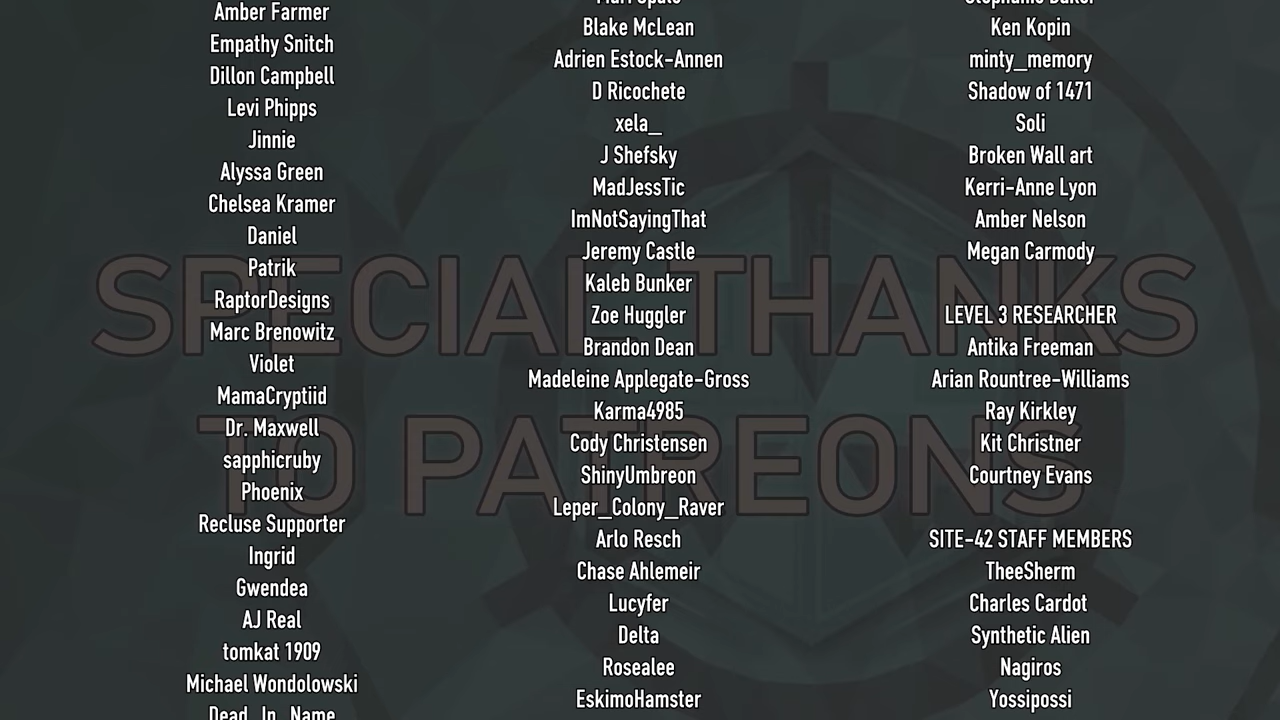 SPECIAL THANKS
TO PATREONS
Amber Farmer
Empathy Snitch
Dillon Campbell
Levi Phipps
Jinnie
Alyssa Green
Chelsea Kramer
Daniel
Patrik
RaptorDesigns
Marc Brenowitz
Violet
MamaCryptiid
Dr. Maxwell
sapphicruby
Phoenix
Recluse Supporter
Ingrid
Gwendea
AJ Real
tomkat 1909
Michael Wondolowski
Dead_In_Name
Blake McLean
Adrien Estock-Annen
D Ricochete
xela_
J Shefsky
MadJessTic
ImNotSayingThat
Jeremy Castle
Kaleb Bunker
Zoe Huggler
Brandon Dean
Madeleine Applegate-Gross
Karma4985
Cody Christensen
ShinyUmbreon
Leper_Colony_Raver
Arlo Resch
Chase Ahlemeir
Lucyfer
Delta
Rosealee
EskimoHamster
Ken Kopin
minty_memory
Shadow of 1471
Soli
Broken Wall art
Kerri-Anne Lyon
Amber Nelson
Megan Carmody
LEVEL 3 RESEARCHER
Antika Freeman
Arian Rountree-Williams
Ray Kirkley
Kit Christner
Courtney Evans
SITE-42 STAFF MEMBERS
TheeSherm
Charles Cardot
Synthetic Alien
Nagiros
Yossipossi